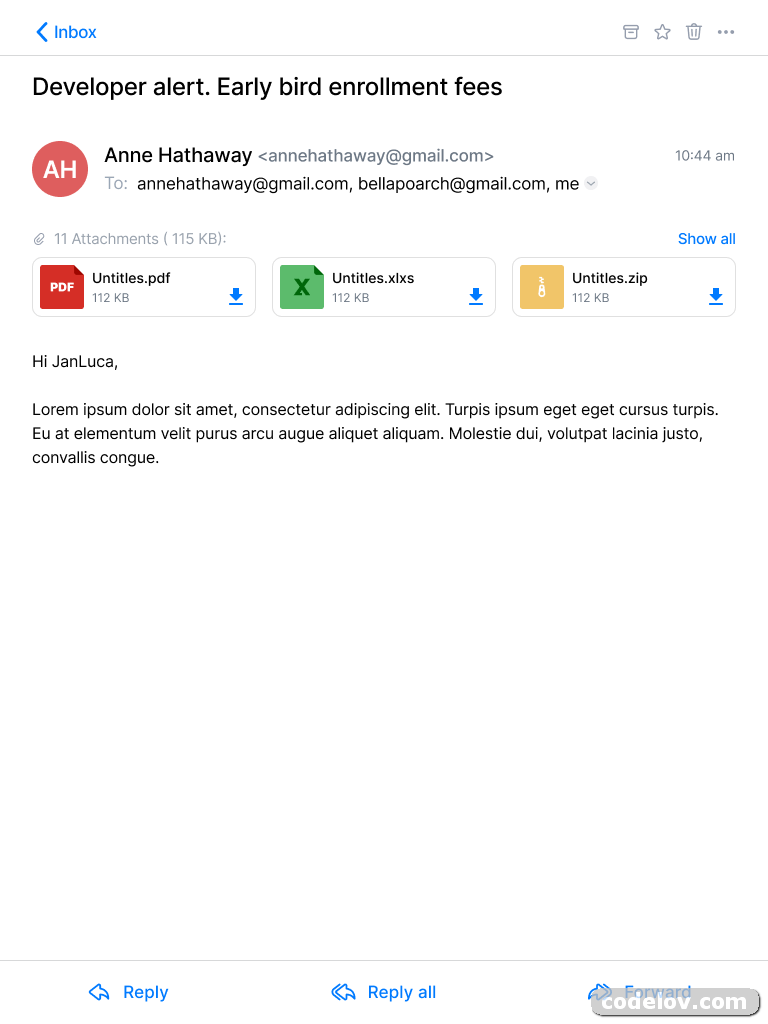 Inbox
Developer alert. Early bird enrollment fees
AH
Anne Hathaway <annehathaway@gmail.com>
10:44 am
To: annehathaway@gmail.com, bellapoarch@gmail.com, me
11 Attachments ( 115 KB):
Show all
PDF
Untitles.pdf
112 KB
X
Untitles.xlxs
112 KB
Untitles.zip
112 KB
Hi JanLuca,
Lorem ipsum dolor sit amet, consectetur adipiscing elit. Turpis ipsum eget eget cursus turpis.
Eu at elementum velit purus arcu augue aliquet aliquam. Molestie dui, volutpat lacinia justo,
convallis congue.
Reply
Reply all
Forward
codelov.com